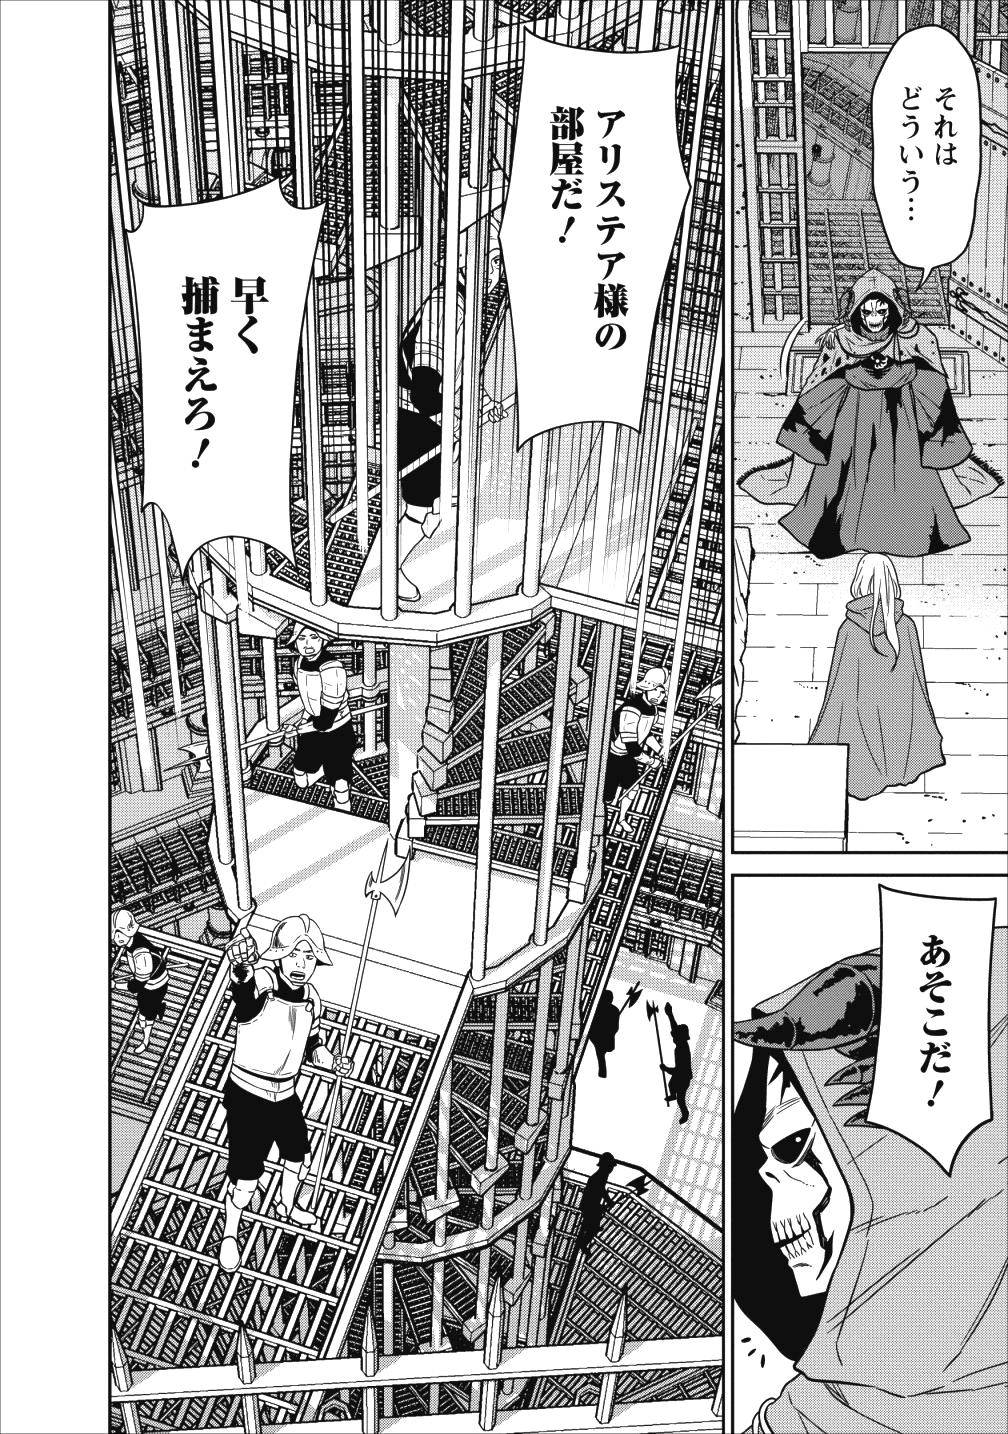 それは
どういう…
あそこだ！
アリステア様の
部屋だ！
早く
捕まえろ！